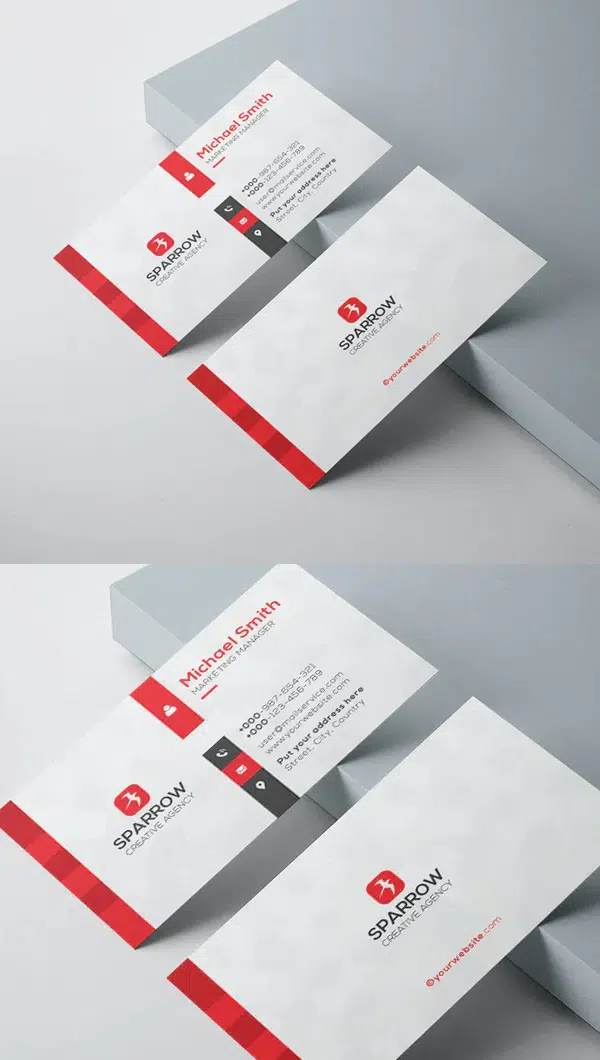 Michael Smith
MARKETING MANAGER
+000-987-654-321
+000-123-456-789
user@mailservice.com
www.yourwebsite.com
Put your address here
Street, City, Country
SPARROW
CREATIVE AGENCY
SPARROW
CREATIVE AGENCY
@yourwebsite.com
Michael Smith
MARKETING MANAGER
+000-987-654-321
+000-123-456-789
user@mailservice.com
www.yourwebsite.com
Put your address here
Street, City, Country
SPARROW
CREATIVE AGENCY
SPARROW
CREATIVE AGENCY
@yourwebsite.com